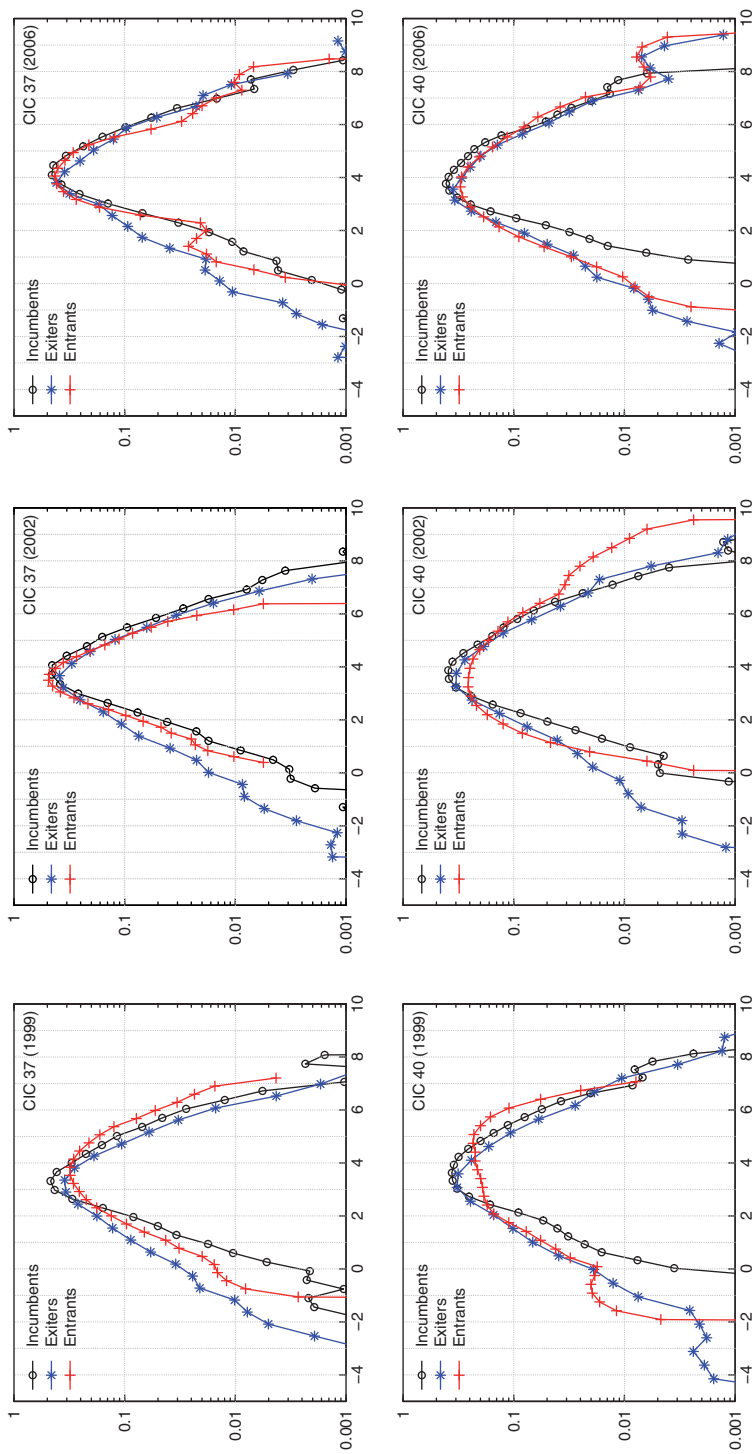 CIC 37 (1999)
Incumbents
Exiters
Entrants
1
0.1
0.01
0.001
−4 −2 0 2 4 6 8 10
CIC 37 (2002)
Incumbents
Exiters
Entrants
1
0.1
0.01
0.001
−4 −2 0 2 4 6 8 10
CIC 37 (2006)
Incumbents
Exiters
Entrants
1
0.1
0.01
0.001
−4 −2 0 2 4 6 8 10
CIC 40 (1999)
Incumbents
Exiters
Entrants
1
0.1
0.01
0.001
−4 −2 0 2 4 6 8 10
CIC 40 (2002)
Incumbents
Exiters
Entrants
1
0.1
0.01
0.001
−4 −2 0 2 4 6 8 10
CIC 40 (2006)
Incumbents
Exiters
Entrants
1
0.1
0.01
0.001
−4 −2 0 2 4 6 8 10